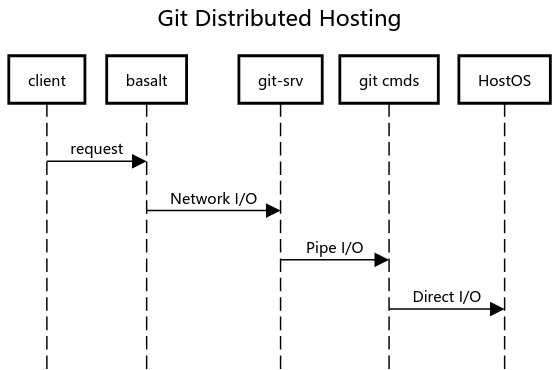 Git Distributed Hosting
client
basalt
git-srv
git cmds
HostOS
request
Network I/O
Pipe I/O
Direct I/O